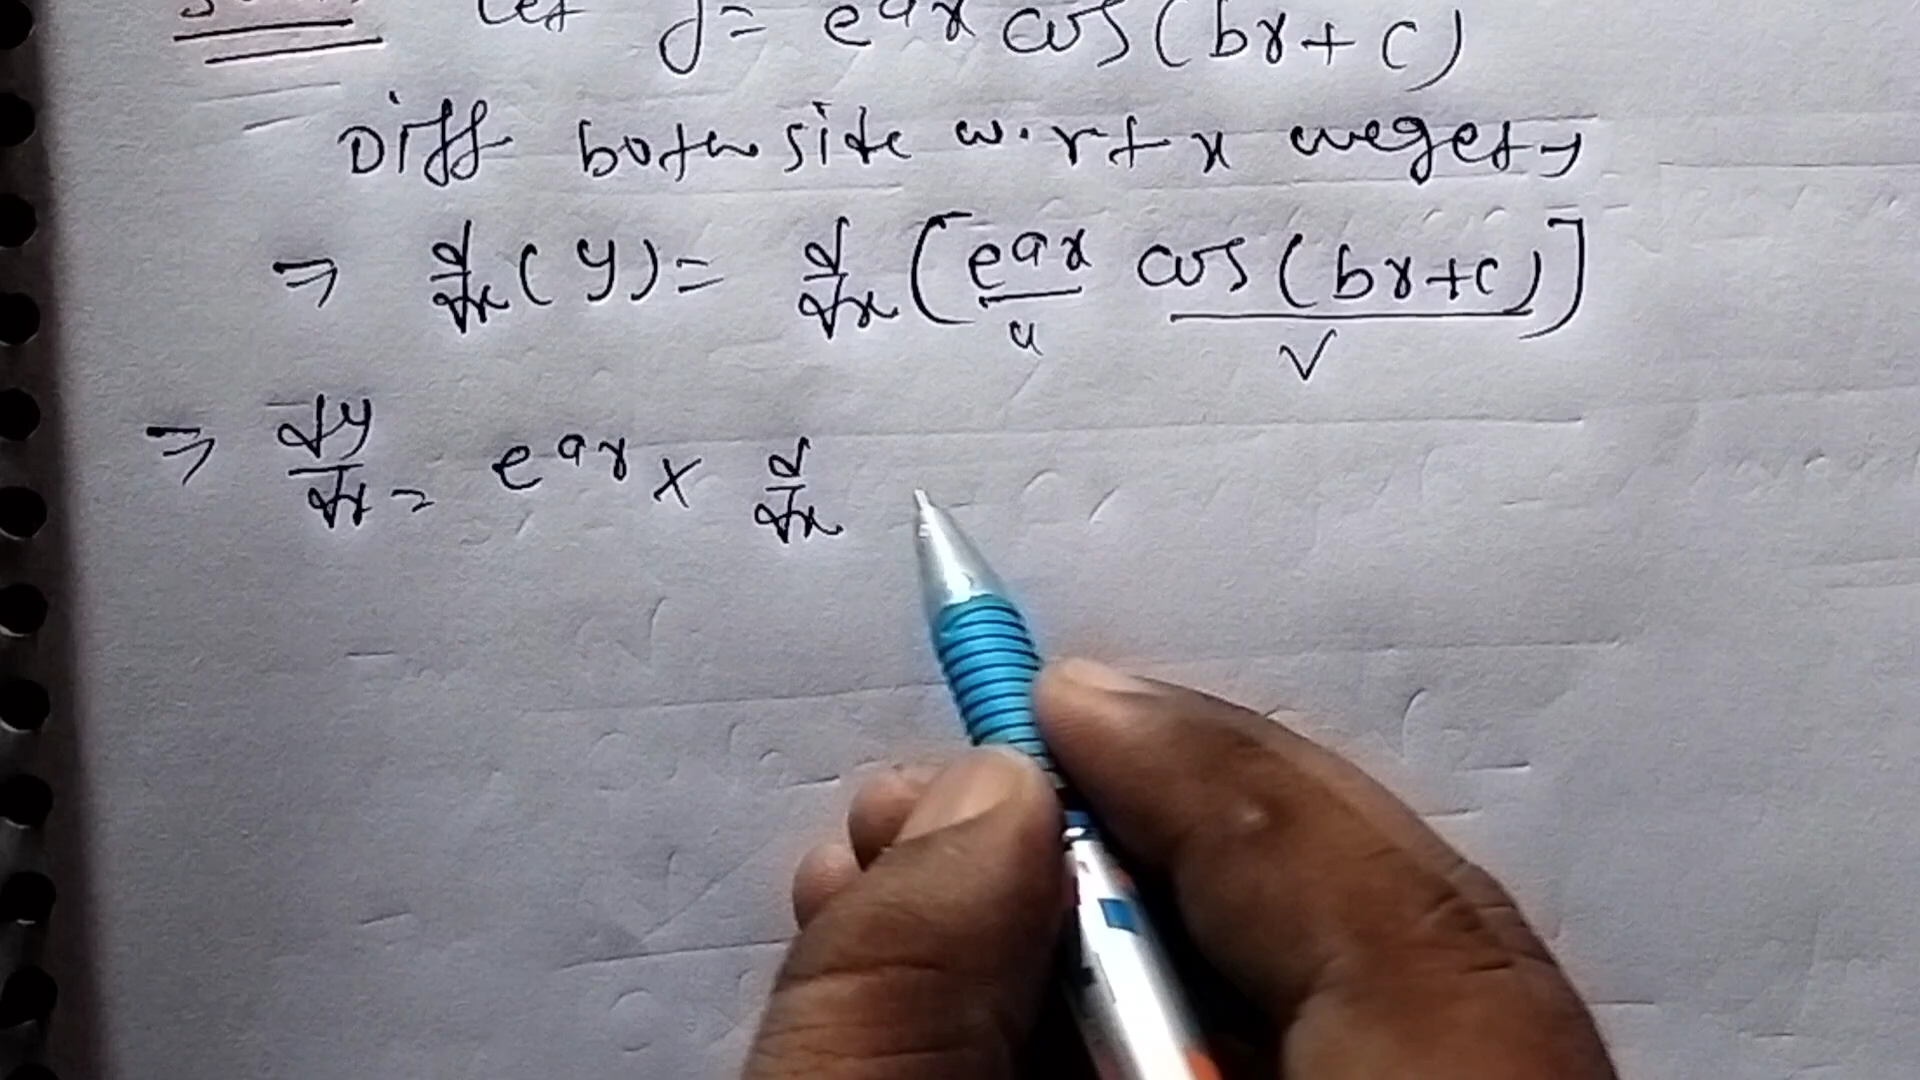 Let y = e^ax cos(bx+c)
Diff both side w.r.t x we get
⇒ d/dx (y) = d/dx [e^ax cos(bx+c)]
u v
⇒ dy/dx = e^ax × d/dx